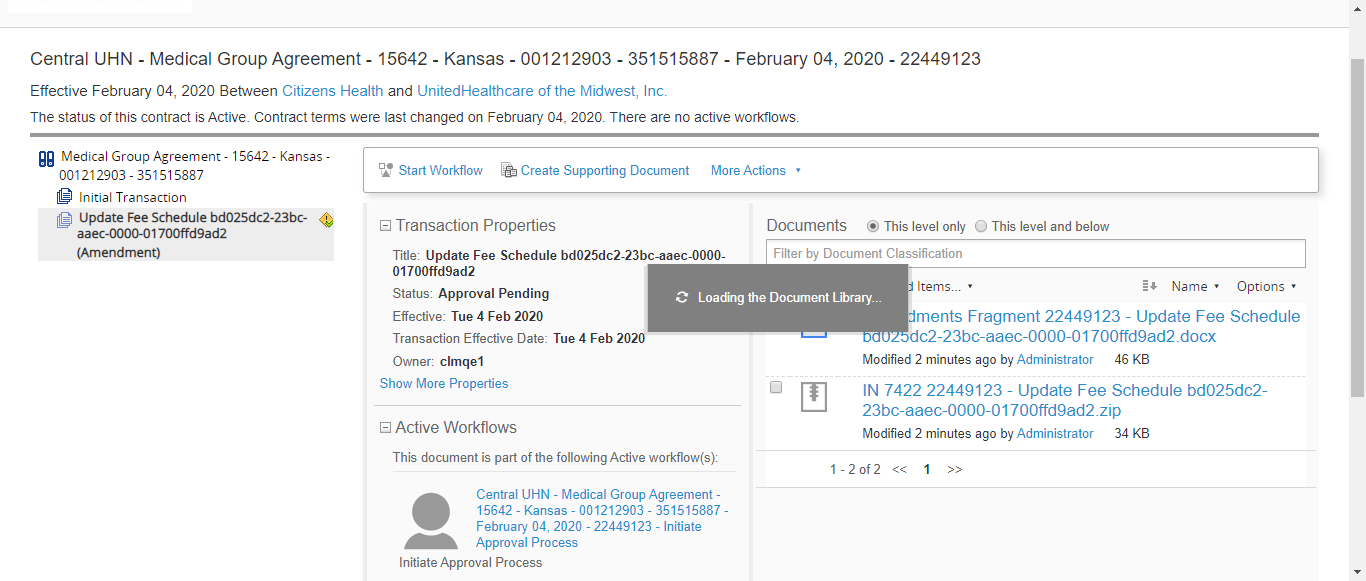 Central UHN - Medical Group Agreement - 15642 - Kansas - 001212903 - 351515887 - February 04, 2020 - 22449123
Effective February 04, 2020 Between Citizens Health and UnitedHealthcare of the Midwest, Inc.
The status of this contract is Active. Contract terms were last changed on February 04, 2020. There are no active workflows.
Medical Group Agreement - 15642 - Kansas -
001212903 - 351515887
Initial Transaction
Update Fee Schedule bd025dc2-23bc-
aaec-0000-01700ffd9ad2
(Amendment)
Start Workflow
Create Supporting Document
More Actions
Transaction Properties
Title: Update Fee Schedule bd025dc2-23bc-aaec-0000-
01700ffd9ad2
Status: Approval Pending
Effective: Tue 4 Feb 2020
Transaction Effective Date: Tue 4 Feb 2020
Owner: clmqe1
Show More Properties
Active Workflows
This document is part of the following Active workflow(s):
Central UHN - Medical Group Agreement -
15642 - Kansas - 001212903 - 351515887 -
February 04, 2020 - 22449123 - Initiate
Approval Process
Initiate Approval Process
Documents
This level only
This level and below
Filter by Document Classification
Loading the Document Library...
Items...
Name
Options
Fragment 22449123 - Update Fee Schedule
bd025dc2-23bc-aaec-0000-01700ffd9ad2.docx
Modified 2 minutes ago by Administrator 46 KB
IN 7422 22449123 - Update Fee Schedule bd025dc2-
23bc-aaec-0000-01700ffd9ad2.zip
Modified 2 minutes ago by Administrator 34 KB
1 - 2 of 2 << 1 >>